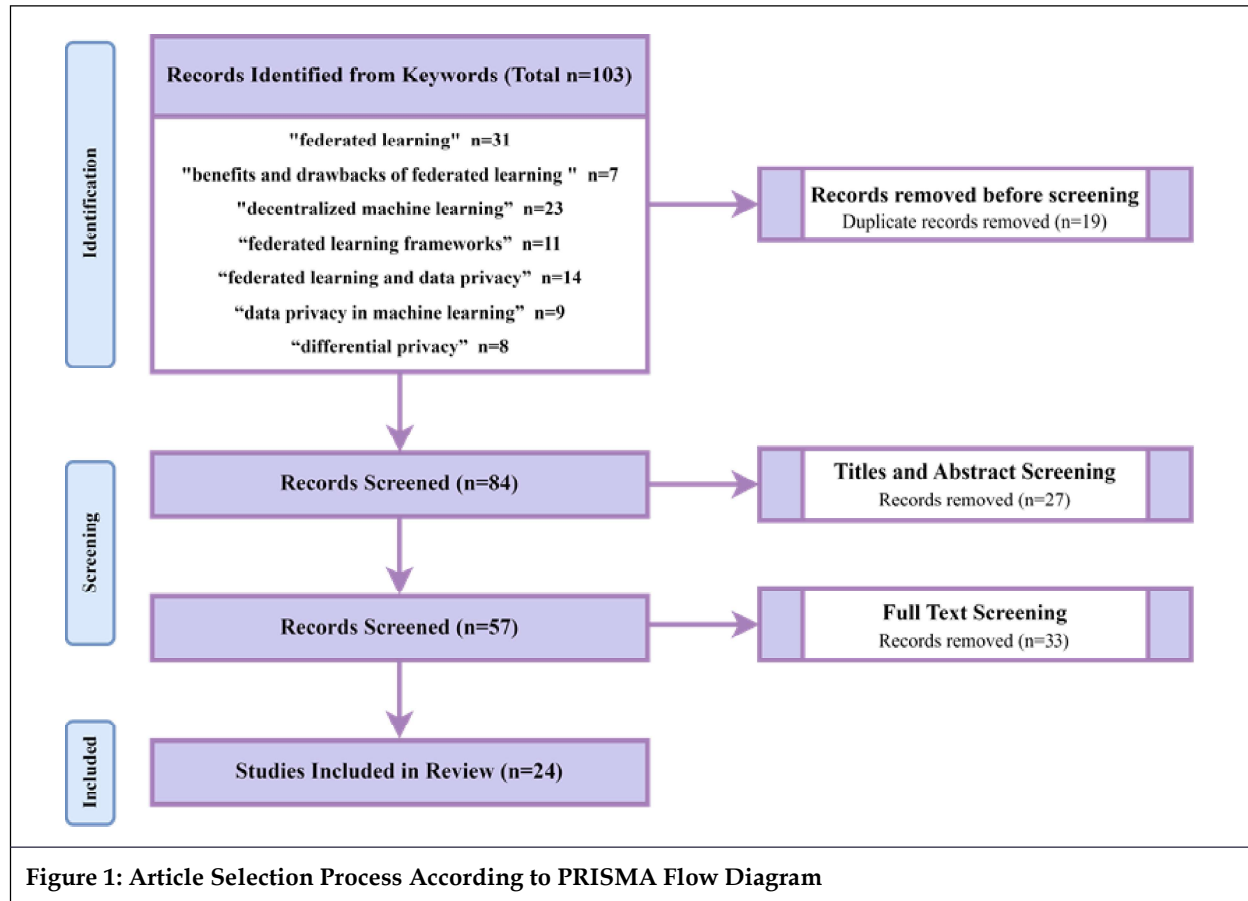 Identification
Records Identified from Keywords (Total n=103)
"federated learning"  n=31
"benefits and drawbacks of federated learning "  n=7
"decentralized machine learning”  n=23
“federated learning frameworks”  n=11
“federated learning and data privacy”  n=14
“data privacy in machine learning”  n=9
“differential privacy”  n=8
Records removed before screening
Duplicate records removed (n=19)
Screening
Records Screened (n=84)
Titles and Abstract Screening
Records removed (n=27)
Records Screened (n=57)
Full Text Screening
Records removed (n=33)
Included
Studies Included in Review (n=24)
Figure 1: Article Selection Process According to PRISMA Flow Diagram